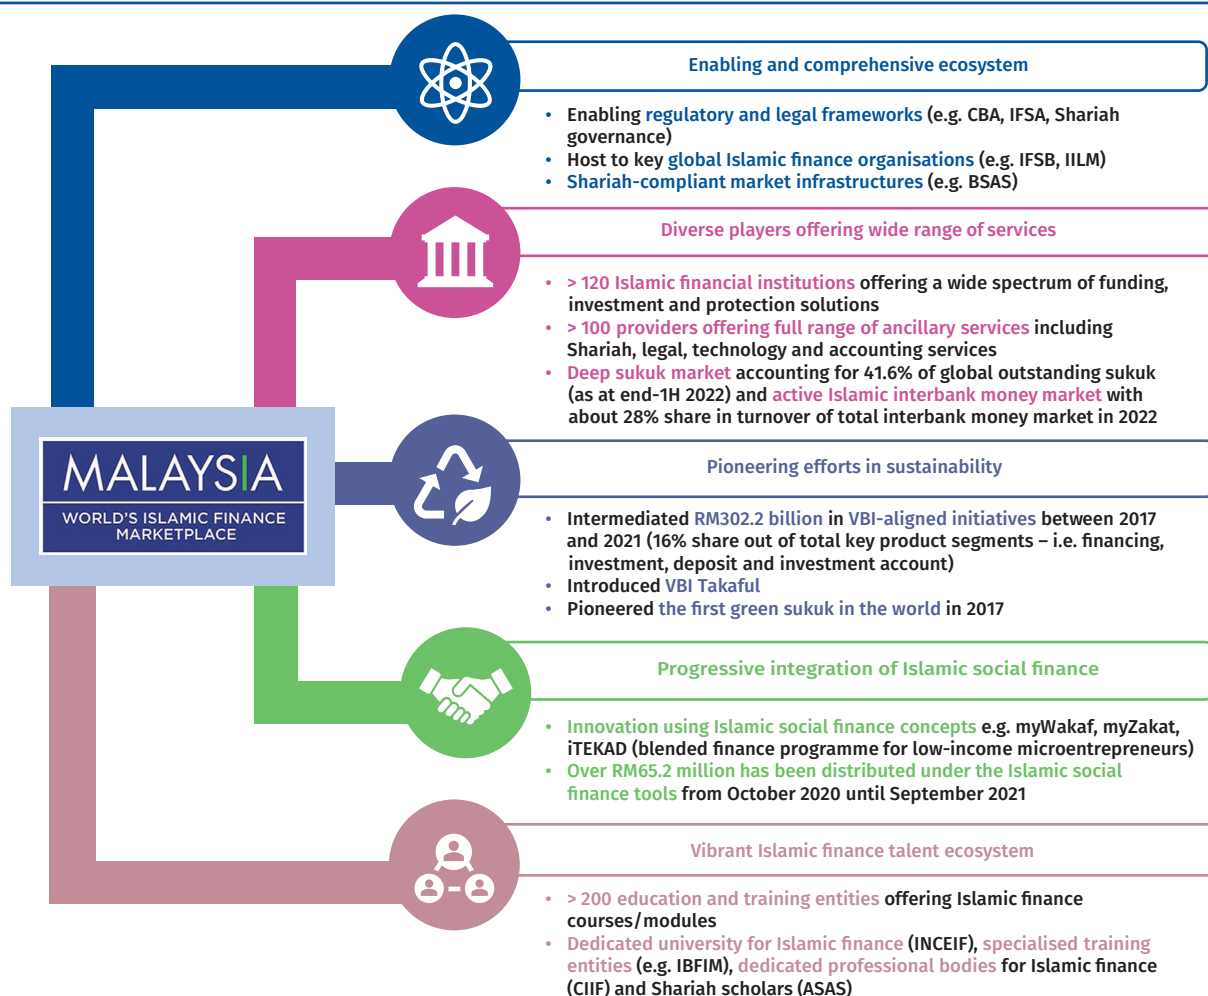 Enabling and comprehensive ecosystem
• Enabling regulatory and legal frameworks (e.g. CBA, IFSA, Shariah
governance)
• Host to key global Islamic finance organisations (e.g. IFSB, IILM)
• Shariah-compliant market infrastructures (e.g. BSAS)
Diverse players offering wide range of services
• > 120 Islamic financial institutions offering a wide spectrum of funding,
investment and protection solutions
• > 100 providers offering full range of ancillary services including
Shariah, legal, technology and accounting services
• Deep sukuk market accounting for 41.6% of global outstanding sukuk
(as at end-1H 2022) and active Islamic interbank money market with
about 28% share in turnover of total interbank money market in 2022
MALAYSIA
WORLD'S ISLAMIC FINANCE
MARKETPLACE
Pioneering efforts in sustainability
• Intermediated RM302.2 billion in VBI-aligned initiatives between 2017
and 2021 (16% share out of total key product segments – i.e. financing,
investment, deposit and investment account)
• Introduced VBI Takaful
• Pioneered the first green sukuk in the world in 2017
Progressive integration of Islamic social finance
• Innovation using Islamic social finance concepts e.g. myWakaf, myZakat,
iTEKAD (blended finance programme for low-income microentrepreneurs)
• Over RM65.2 million has been distributed under the Islamic social
finance tools from October 2020 until September 2021
Vibrant Islamic finance talent ecosystem
• > 200 education and training entities offering Islamic finance
courses/modules
• Dedicated university for Islamic finance (INCEIF), specialised training
entities (e.g. IBFIM), dedicated professional bodies for Islamic finance
(CIIF) and Shariah scholars (ASAS)